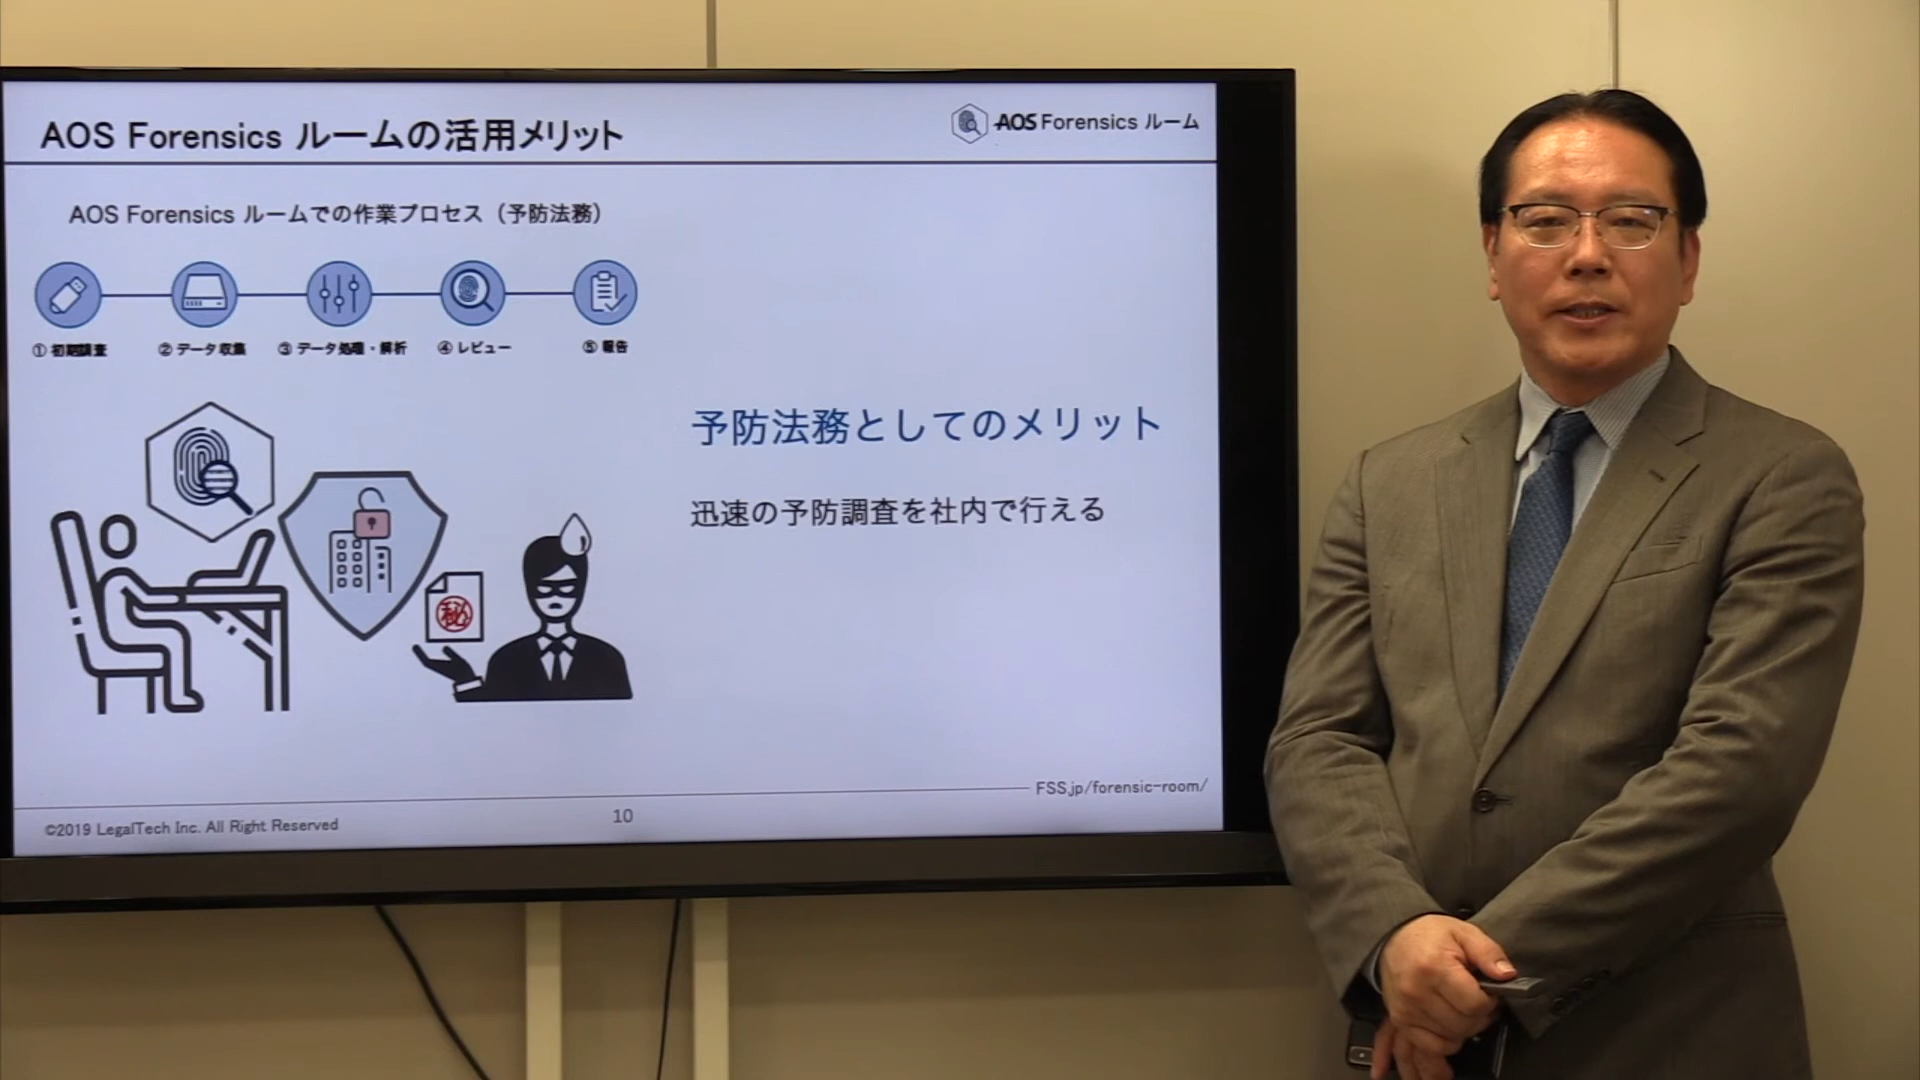 AOS Forensics ルームの活用メリット
AOS Forensics ルーム
AOS Forensics ルームでの作業プロセス（予防法務）
① 初期調査
② データ収集
③ データ処理・解析
④ レビュー
⑤ 報告
予防法務としてのメリット
迅速の予防調査を社内で行える
秘
FSS.jp/forensic-room/
©2019 LegalTech Inc. All Right Reserved
10